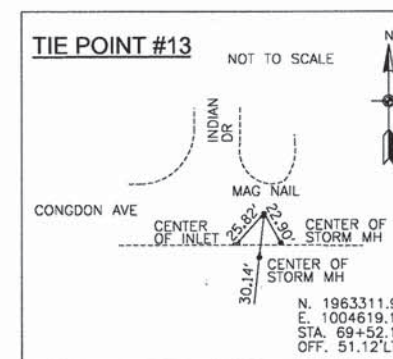 TIE POINT #13
NOT TO SCALE
N
INDIAN
DR
MAG NAIL
CONGDON AVE
25.82'
22.90'
CENTER
OF INLET
CENTER OF
STORM MH
CENTER OF
STORM MH
30.14'
N. 1963311.9
E. 1004619.1
STA. 69+52.1
OFF. 51.12'LT